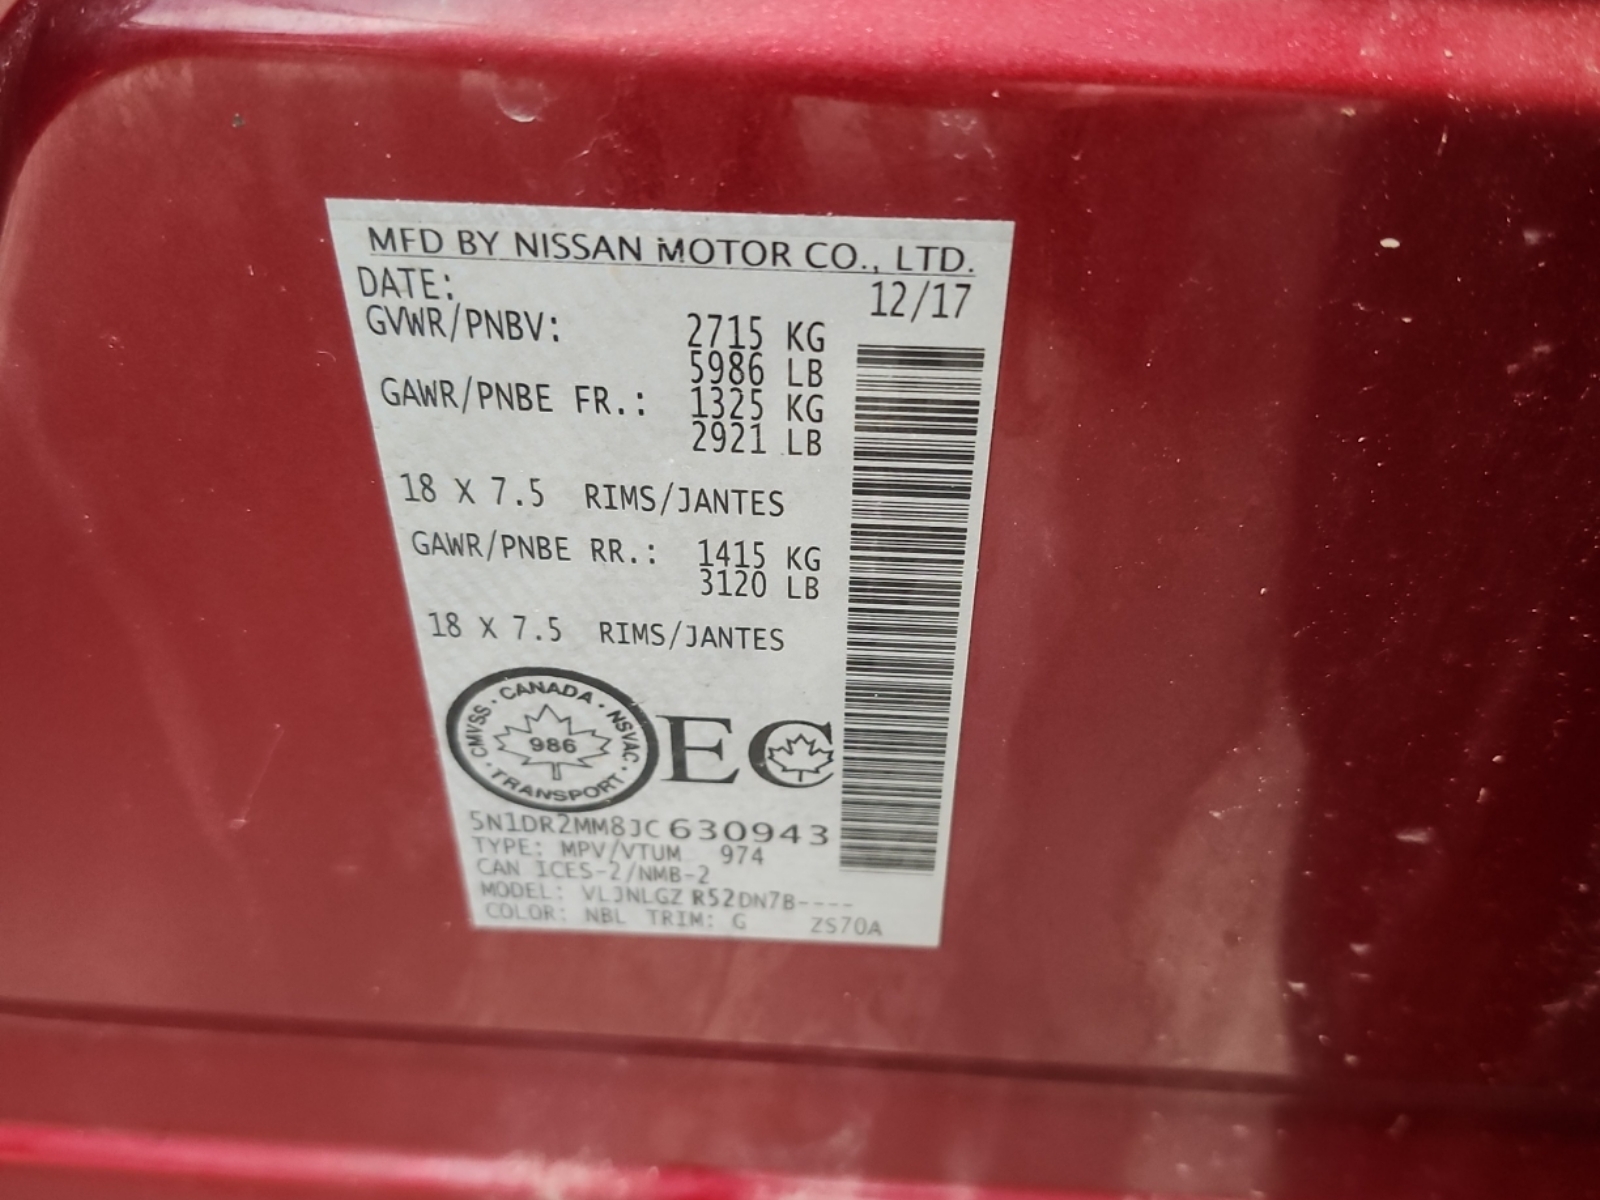 MFD BY NISSAN MOTOR CO., LTD.
DATE: 12/17
GVWR/PNBV: 2715 KG
5986 LB
GAWR/PNBE FR.: 1325 KG
2921 LB
18 X 7.5 RIMS/JANTES
GAWR/PNBE RR.: 1415 KG
3120 LB
18 X 7.5 RIMS/JANTES
CMVSS · CANADA · NSVAC · TRANSPORT ·
986
EC
5N1DR2MM8JC630943
TYPE: MPV/VTUM 974
CAN ICES-2/NMB-2
MODEL: VLJNLGZ R52DN7B----
COLOR: NBL TRIM: G ZS70A